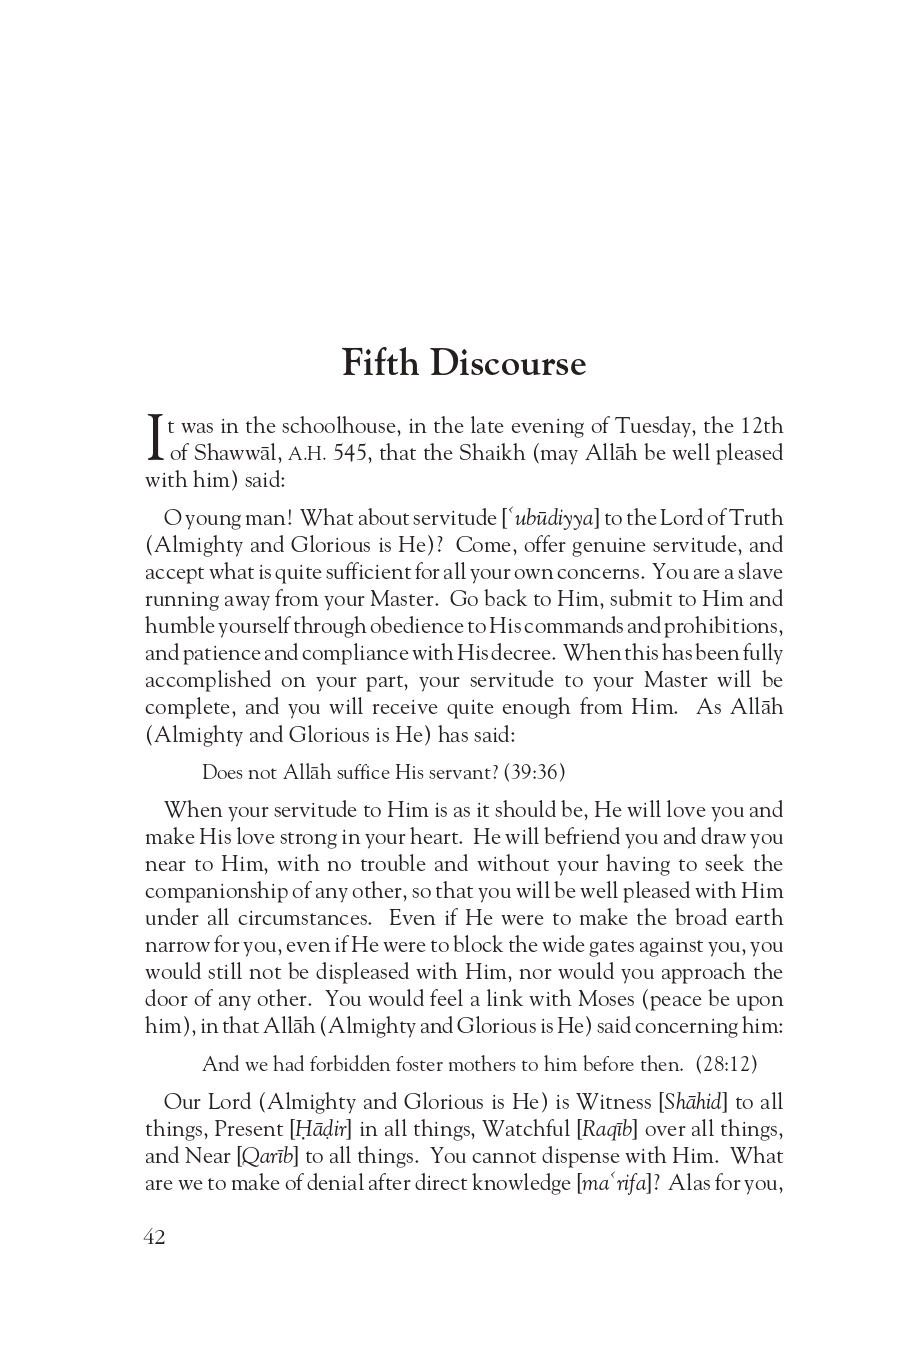 Fifth Discourse
It was in the schoolhouse, in the late evening of Tuesday, the 12th
of Shawwāl, A.H. 545, that the Shaikh (may Allāh be well pleased
with him) said:
O young man! What about servitude [ʿubūdiyya] to the Lord of Truth
(Almighty and Glorious is He)? Come, offer genuine servitude, and
accept what is quite sufficient for all your own concerns. You are a slave
running away from your Master. Go back to Him, submit to Him and
humble yourself through obedience to His commands and prohibitions,
and patience and compliance with His decree. When this has been fully
accomplished on your part, your servitude to your Master will be
complete, and you will receive quite enough from Him. As Allāh
(Almighty and Glorious is He) has said:
Does not Allāh suffice His servant? (39:36)
When your servitude to Him is as it should be, He will love you and
make His love strong in your heart. He will befriend you and draw you
near to Him, with no trouble and without your having to seek the
companionship of any other, so that you will be well pleased with Him
under all circumstances. Even if He were to make the broad earth
narrow for you, even if He were to block the wide gates against you, you
would still not be displeased with Him, nor would you approach the
door of any other. You would feel a link with Moses (peace be upon
him), in that Allāh (Almighty and Glorious is He) said concerning him:
And we had forbidden foster mothers to him before then. (28:12)
Our Lord (Almighty and Glorious is He) is Witness [Shāhid] to all
things, Present [Ḥāḍir] in all things, Watchful [Raqīb] over all things,
and Near [Qarīb] to all things. You cannot dispense with Him. What
are we to make of denial after direct knowledge [maʿrifa]? Alas for you,
42